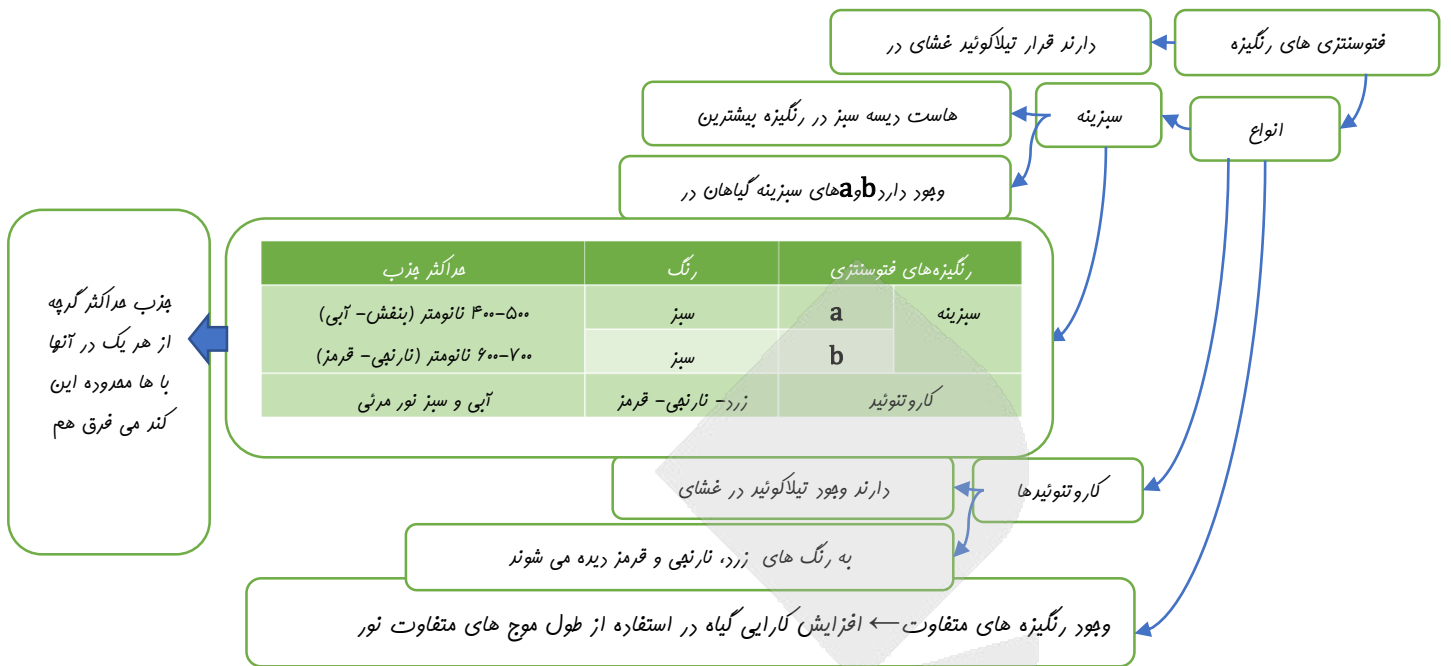 فتوسنتزی های رنگیزه
دارند قرار تیلاکوئید غشای در
انواع
سبزینه
هاست دیسه سبز در رنگیزه بیشترین
وجود دارد bوaهای سبزینه گیاهان در
رنگیزه‌های فتوسنتزی رنگ حداکثر جذب
سبزینه a سبز ۴۰۰-۵۰۰ نانومتر (بنفش- آبی)
b سبز ۶۰۰-۷۰۰ نانومتر (نارنجی- قرمز)
کاروتنوئید زرد- نارنجی- قرمز آبی و سبز نور مرئی
جذب حداکثر گرچه
از هر یک در آنها
با ها محدوده این
کند می فرق هم
کاروتنوئیدها
دارند وجود تیلاکوئید در غشای
به رنگ های زرد، نارنجی و قرمز دیده می شوند
وجود رنگیزه های متفاوت← افزایش کارایی گیاه در استفاده از طول موج های متفاوت نور